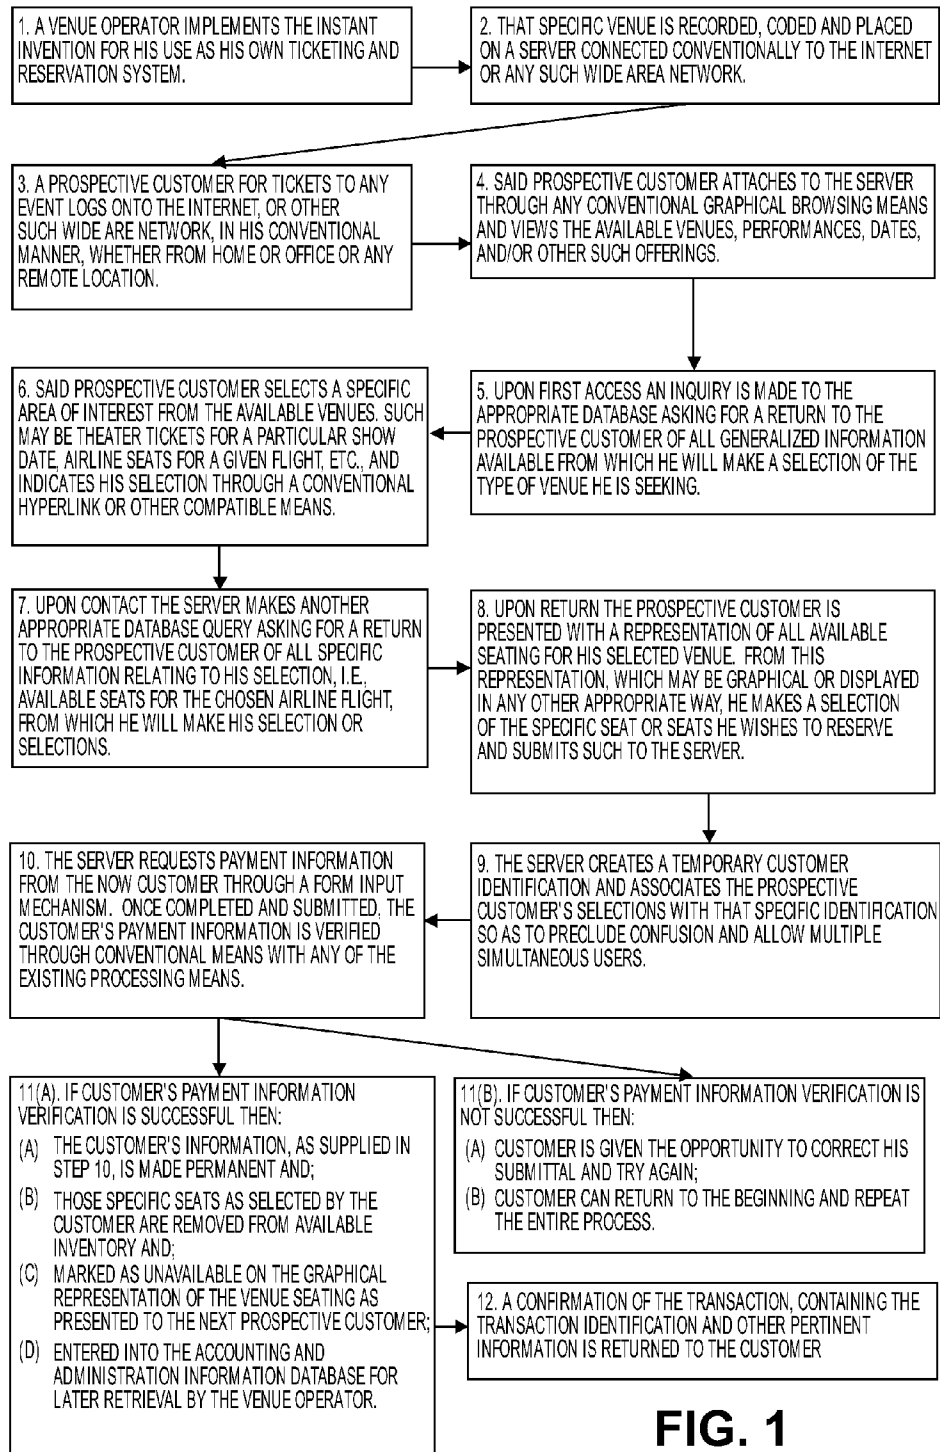 1. A VENUE OPERATOR IMPLEMENTS THE INSTANT
INVENTION FOR HIS USE AS HIS OWN TICKETING AND
RESERVATION SYSTEM.
2. THAT SPECIFIC VENUE IS RECORDED, CODED AND PLACED
ON A SERVER CONNECTED CONVENTIONALLY TO THE INTERNET
OR ANY SUCH WIDE AREA NETWORK.
3. A PROSPECTIVE CUSTOMER FOR TICKETS TO ANY
EVENT LOGS ONTO THE INTERNET, OR OTHER
SUCH WIDE ARE NETWORK, IN HIS CONVENTIONAL
MANNER, WHETHER FROM HOME OR OFFICE OR ANY
REMOTE LOCATION.
4. SAID PROSPECTIVE CUSTOMER ATTACHES TO THE SERVER
THROUGH ANY CONVENTIONAL GRAPHICAL BROWSING MEANS
AND VIEWS THE AVAILABLE VENUES, PERFORMANCES, DATES,
AND/OR OTHER SUCH OFFERINGS.
5. UPON FIRST ACCESS AN INQUIRY IS MADE TO THE
APPROPRIATE DATABASE ASKING FOR A RETURN TO THE
PROSPECTIVE CUSTOMER OF ALL GENERALIZED INFORMATION
AVAILABLE FROM WHICH HE WILL MAKE A SELECTION OF THE
TYPE OF VENUE HE IS SEEKING.
6. SAID PROSPECTIVE CUSTOMER SELECTS A SPECIFIC
AREA OF INTEREST FROM THE AVAILABLE VENUES. SUCH
MAY BE THEATER TICKETS FOR A PARTICULAR SHOW
DATE, AIRLINE SEATS FOR A GIVEN FLIGHT, ETC., AND
INDICATES HIS SELECTION THROUGH A CONVENTIONAL
HYPERLINK OR OTHER COMPATIBLE MEANS.
7. UPON CONTACT THE SERVER MAKES ANOTHER
APPROPRIATE DATABASE QUERY ASKING FOR A RETURN
TO THE PROSPECTIVE CUSTOMER OF ALL SPECIFIC
INFORMATION RELATING TO HIS SELECTION, I.E.,
AVAILABLE SEATS FOR THE CHOSEN AIRLINE FLIGHT,
FROM WHICH HE WILL MAKE HIS SELECTION OR
SELECTIONS.
8. UPON RETURN THE PROSPECTIVE CUSTOMER IS
PRESENTED WITH A REPRESENTATION OF ALL AVAILABLE
SEATING FOR HIS SELECTED VENUE. FROM THIS
REPRESENTATION, WHICH MAY BE GRAPHICAL OR DISPLAYED
IN ANY OTHER APPROPRIATE WAY, HE MAKES A SELECTION
OF THE SPECIFIC SEAT OR SEATS HE WISHES TO RESERVE
AND SUBMITS SUCH TO THE SERVER.
9. THE SERVER CREATES A TEMPORARY CUSTOMER
IDENTIFICATION AND ASSOCIATES THE PROSPECTIVE
CUSTOMER'S SELECTIONS WITH THAT SPECIFIC IDENTIFICATION
SO AS TO PRECLUDE CONFUSION AND ALLOW MULTIPLE
SIMULTANEOUS USERS.
10. THE SERVER REQUESTS PAYMENT INFORMATION
FROM THE NOW CUSTOMER THROUGH A FORM INPUT
MECHANISM. ONCE COMPLETED AND SUBMITTED, THE
CUSTOMER'S PAYMENT INFORMATION IS VERIFIED
THROUGH CONVENTIONAL MEANS WITH ANY OF THE
EXISTING PROCESSING MEANS.
11(A). IF CUSTOMER'S PAYMENT INFORMATION
VERIFICATION IS SUCCESSFUL THEN:
(A) THE CUSTOMER'S INFORMATION, AS SUPPLIED IN
STEP 10, IS MADE PERMANENT AND;
(B) THOSE SPECIFIC SEATS AS SELECTED BY THE
CUSTOMER ARE REMOVED FROM AVAILABLE
INVENTORY AND;
(C) MARKED AS UNAVAILABLE ON THE GRAPHICAL
REPRESENTATION OF THE VENUE SEATING AS
PRESENTED TO THE NEXT PROSPECTIVE CUSTOMER;
(D) ENTERED INTO THE ACCOUNTING AND
ADMINISTRATION INFORMATION DATABASE FOR
LATER RETRIEVAL BY THE VENUE OPERATOR.
11(B). IF CUSTOMER'S PAYMENT INFORMATION VERIFICATION IS
NOT SUCCESSFUL THEN:
(A) CUSTOMER IS GIVEN THE OPPORTUNITY TO CORRECT HIS
SUBMITTAL AND TRY AGAIN;
(B) CUSTOMER CAN RETURN TO THE BEGINNING AND REPEAT
THE ENTIRE PROCESS.
12. A CONFIRMATION OF THE TRANSACTION, CONTAINING THE
TRANSACTION IDENTIFICATION AND OTHER PERTINENT
INFORMATION IS RETURNED TO THE CUSTOMER
FIG. 1